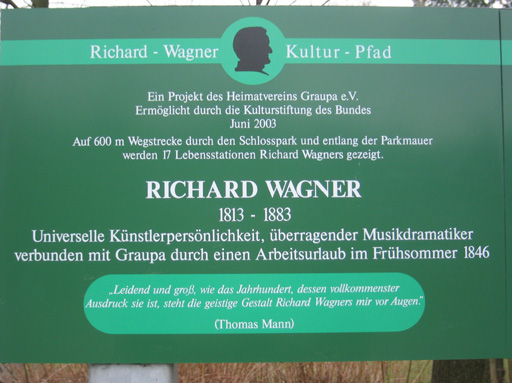 Richard - Wagner Kultur - Pfad
Ein Projekt des Heimatvereins Graupa e.V.
Ermöglicht durch die Kulturstiftung des Bundes
Juni 2003
Auf 600 m Wegstrecke durch den Schlosspark und entlang der Parkmauer
werden 17 Lebensstationen Richard Wagners gezeigt.
RICHARD WAGNER
1813 - 1883
Universelle Künstlerpersönlichkeit, überragender Musikdramatiker
verbunden mit Graupa durch einen Arbeitsurlaub im Frühsommer 1846
„Leidend und groß, wie das Jahrhundert, dessen vollkommenster
Ausdruck sie ist, steht die geistige Gestalt Richard Wagners mir vor Augen.“
(Thomas Mann)